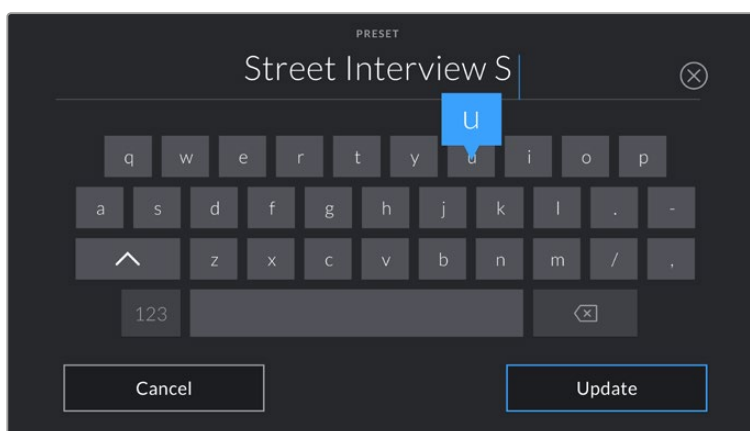 PRESET
Street Interview S
u
q w e r t y u i o p
a s d f g h j k l . -
z x c v b n m / ,
123
Cancel Update